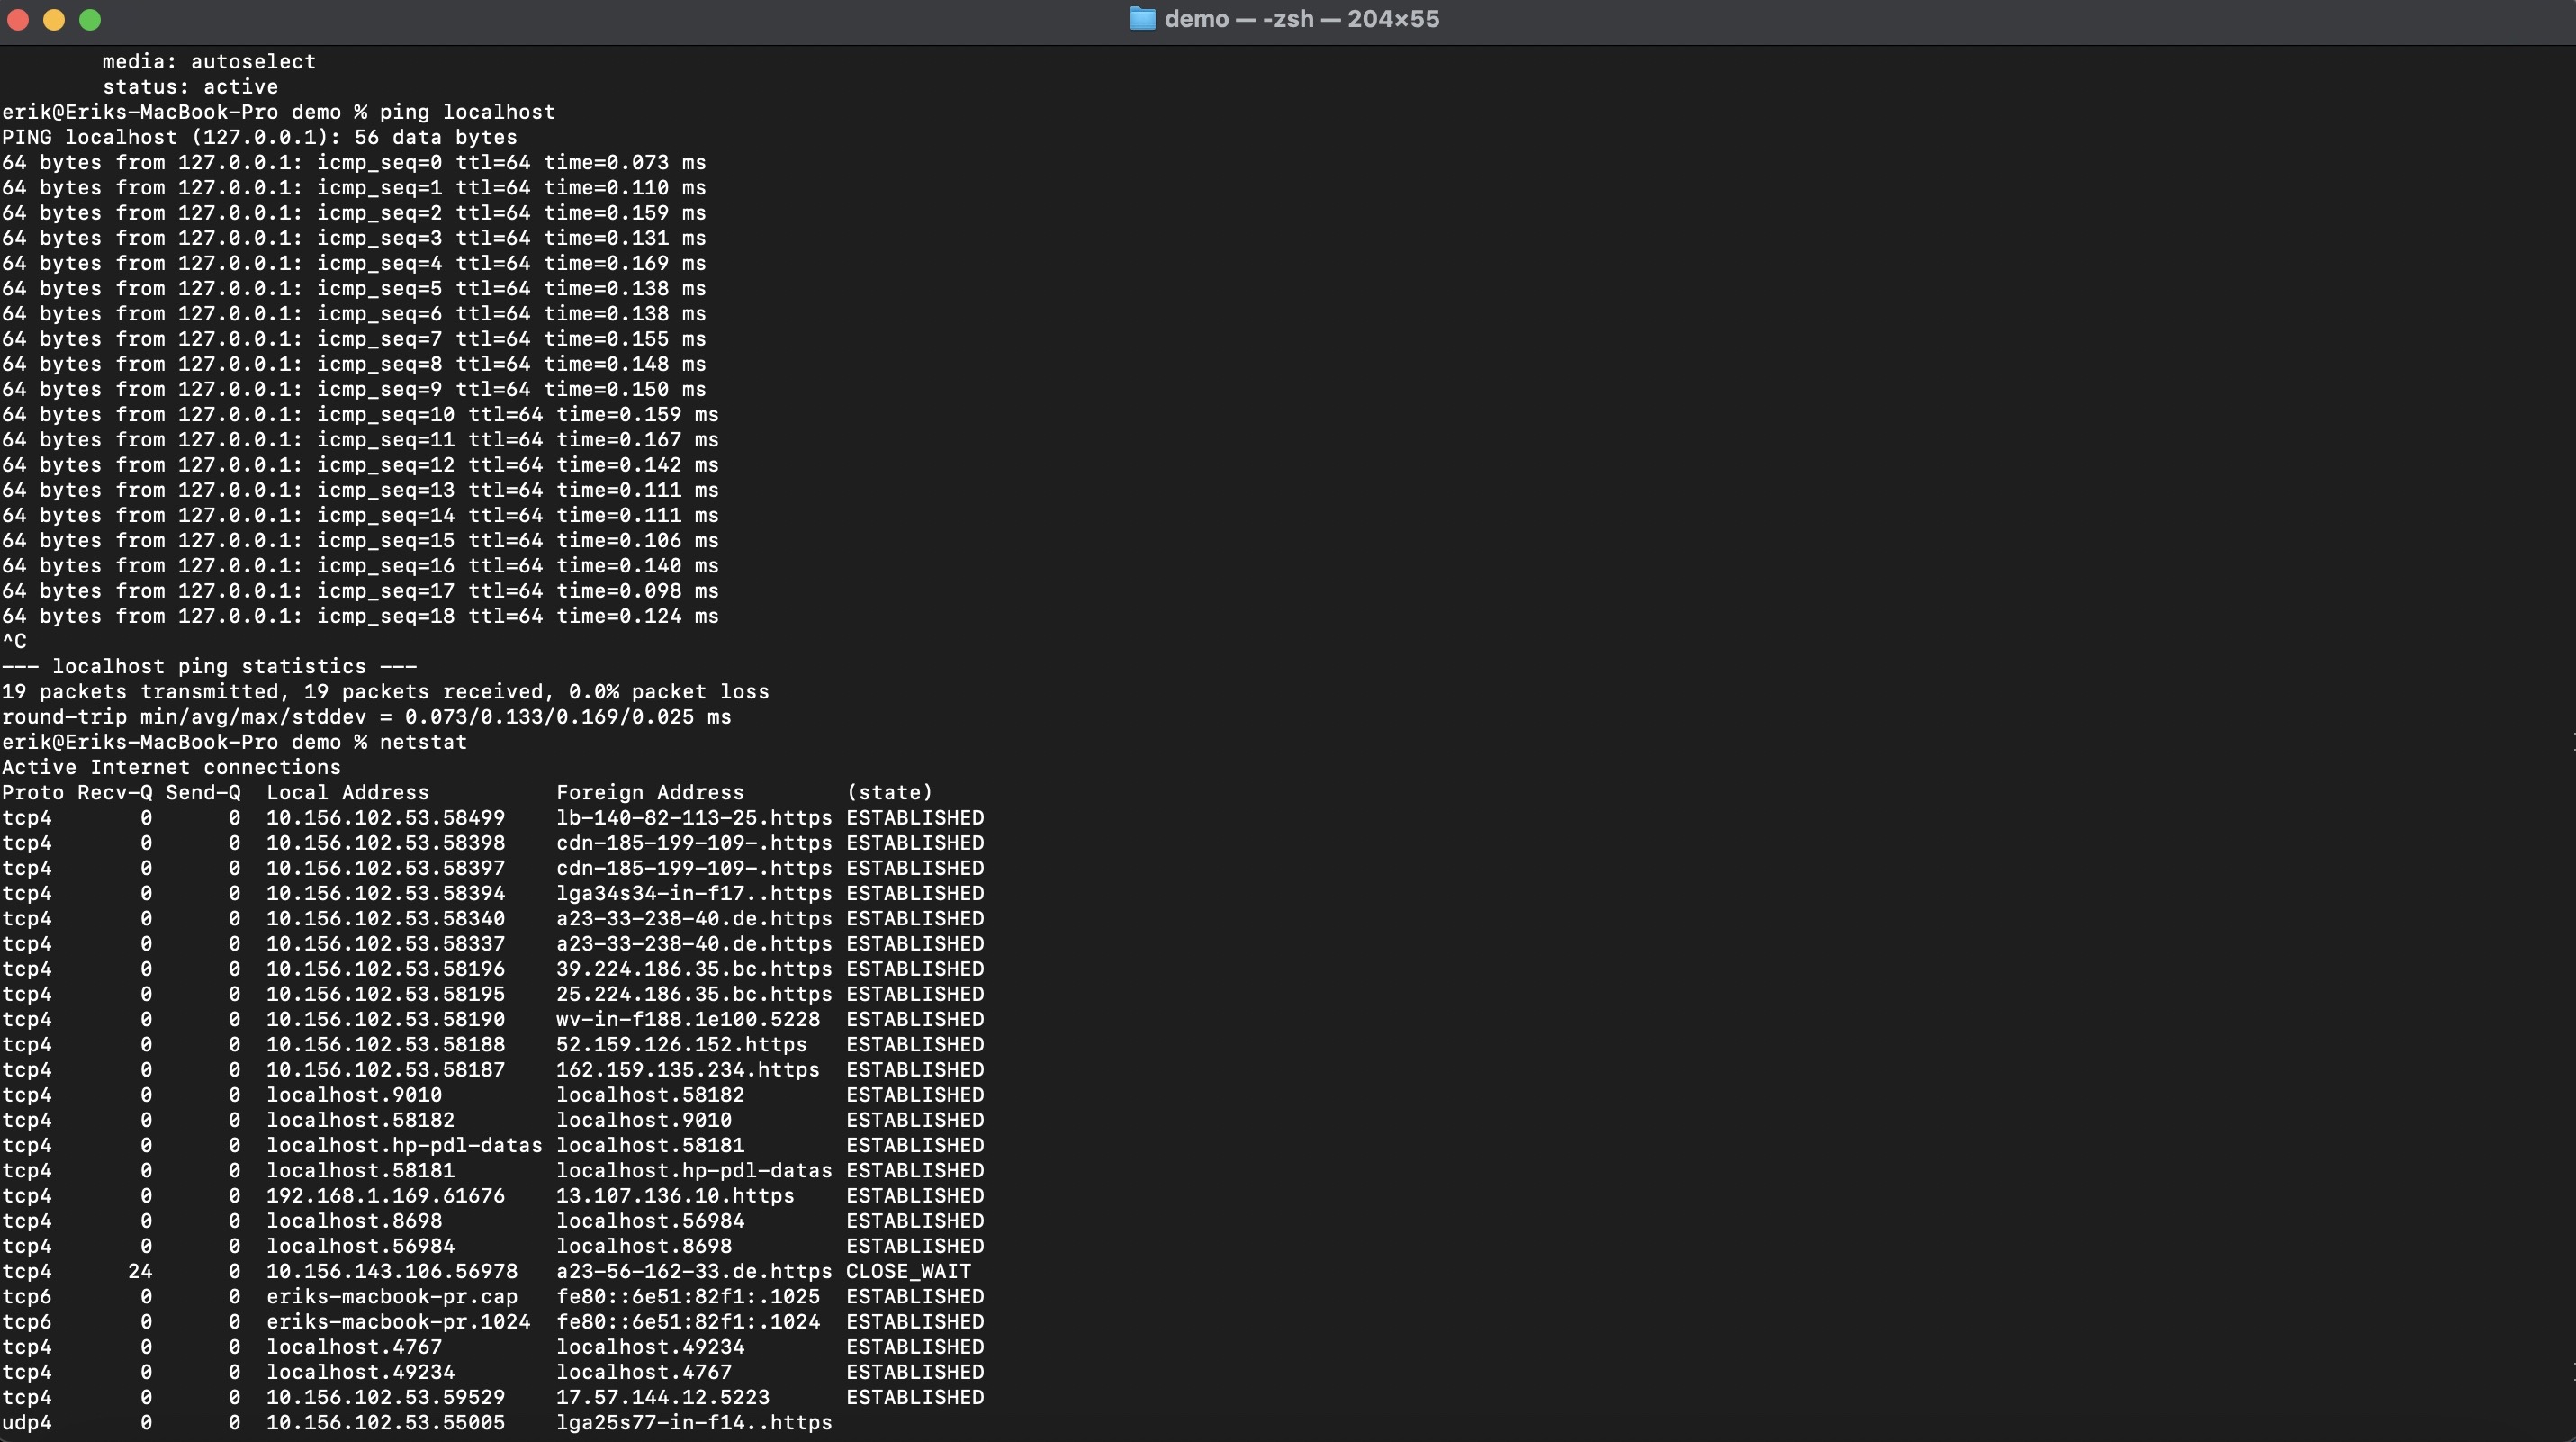 demo — -zsh — 204×55
media: autoselect
status: active
erik@Eriks-MacBook-Pro demo % ping localhost
PING localhost (127.0.0.1): 56 data bytes
64 bytes from 127.0.0.1: icmp_seq=0 ttl=64 time=0.073 ms
64 bytes from 127.0.0.1: icmp_seq=1 ttl=64 time=0.110 ms
64 bytes from 127.0.0.1: icmp_seq=2 ttl=64 time=0.159 ms
64 bytes from 127.0.0.1: icmp_seq=3 ttl=64 time=0.131 ms
64 bytes from 127.0.0.1: icmp_seq=4 ttl=64 time=0.169 ms
64 bytes from 127.0.0.1: icmp_seq=5 ttl=64 time=0.138 ms
64 bytes from 127.0.0.1: icmp_seq=6 ttl=64 time=0.138 ms
64 bytes from 127.0.0.1: icmp_seq=7 ttl=64 time=0.155 ms
64 bytes from 127.0.0.1: icmp_seq=8 ttl=64 time=0.148 ms
64 bytes from 127.0.0.1: icmp_seq=9 ttl=64 time=0.150 ms
64 bytes from 127.0.0.1: icmp_seq=10 ttl=64 time=0.159 ms
64 bytes from 127.0.0.1: icmp_seq=11 ttl=64 time=0.167 ms
64 bytes from 127.0.0.1: icmp_seq=12 ttl=64 time=0.142 ms
64 bytes from 127.0.0.1: icmp_seq=13 ttl=64 time=0.111 ms
64 bytes from 127.0.0.1: icmp_seq=14 ttl=64 time=0.111 ms
64 bytes from 127.0.0.1: icmp_seq=15 ttl=64 time=0.106 ms
64 bytes from 127.0.0.1: icmp_seq=16 ttl=64 time=0.140 ms
64 bytes from 127.0.0.1: icmp_seq=17 ttl=64 time=0.098 ms
64 bytes from 127.0.0.1: icmp_seq=18 ttl=64 time=0.124 ms
^C
--- localhost ping statistics ---
19 packets transmitted, 19 packets received, 0.0% packet loss
round-trip min/avg/max/stddev = 0.073/0.133/0.169/0.025 ms
erik@Eriks-MacBook-Pro demo % netstat
Active Internet connections
Proto Recv-Q Send-Q  Local Address          Foreign Address        (state)
tcp4       0      0  10.156.102.53.58499    lb-140-82-113-25.https ESTABLISHED
tcp4       0      0  10.156.102.53.58398    cdn-185-199-109-.https ESTABLISHED
tcp4       0      0  10.156.102.53.58397    cdn-185-199-109-.https ESTABLISHED
tcp4       0      0  10.156.102.53.58394    lga34s34-in-f17..https ESTABLISHED
tcp4       0      0  10.156.102.53.58340    a23-33-238-40.de.https ESTABLISHED
tcp4       0      0  10.156.102.53.58337    a23-33-238-40.de.https ESTABLISHED
tcp4       0      0  10.156.102.53.58196    39.224.186.35.bc.https ESTABLISHED
tcp4       0      0  10.156.102.53.58195    25.224.186.35.bc.https ESTABLISHED
tcp4       0      0  10.156.102.53.58190    wv-in-f188.1e100.5228  ESTABLISHED
tcp4       0      0  10.156.102.53.58188    52.159.126.152.https   ESTABLISHED
tcp4       0      0  10.156.102.53.58187    162.159.135.234.https  ESTABLISHED
tcp4       0      0  localhost.9010         localhost.58182        ESTABLISHED
tcp4       0      0  localhost.58182        localhost.9010         ESTABLISHED
tcp4       0      0  localhost.hp-pdl-datas localhost.58181        ESTABLISHED
tcp4       0      0  localhost.58181        localhost.hp-pdl-datas ESTABLISHED
tcp4       0      0  192.168.1.169.61676    13.107.136.10.https    ESTABLISHED
tcp4       0      0  localhost.8698         localhost.56984        ESTABLISHED
tcp4       0      0  localhost.56984        localhost.8698         ESTABLISHED
tcp4      24      0  10.156.143.106.56978   a23-56-162-33.de.https CLOSE_WAIT
tcp6       0      0  eriks-macbook-pr.cap   fe80::6e51:82f1:.1025  ESTABLISHED
tcp6       0      0  eriks-macbook-pr.1024  fe80::6e51:82f1:.1024  ESTABLISHED
tcp4       0      0  localhost.4767         localhost.49234        ESTABLISHED
tcp4       0      0  localhost.49234        localhost.4767         ESTABLISHED
tcp4       0      0  10.156.102.53.59529    17.57.144.12.5223      ESTABLISHED
udp4       0      0  10.156.102.53.55005    lga25s77-in-f14..https